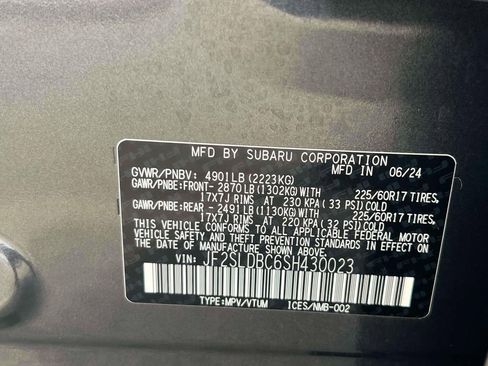 MFD BY SUBARU CORPORATION
GVWR/PNBV: 4901LB(2223KG) MFD IN 06/24
GAWR/PNBE:FRONT- 2870LB(1302KG)WITH 225/60R17 TIRES,
17X7J RIMS AT 230 KPA(33 PSI)COLD
GAWR/PNBE:REAR -2491LB(1130KG)WITH 225/60R17 TIRES,
17X7J RIMS AT 220 KPA(32 PSI)COLD.
THIS VEHICLE CONFORMS TO ALL APPLICABLE FEDERAL MOTOR
VEHICLE SAFETY, BUMPER, AND THEFT PREVENTION STANDARDS IN EFFECT
ON THE DATE OF MANUFACTURE SHOWN ABOVE.
VIN: JF2SLDBC6SH430023
TYPE:MPV/VTUM ICES/NMB-002